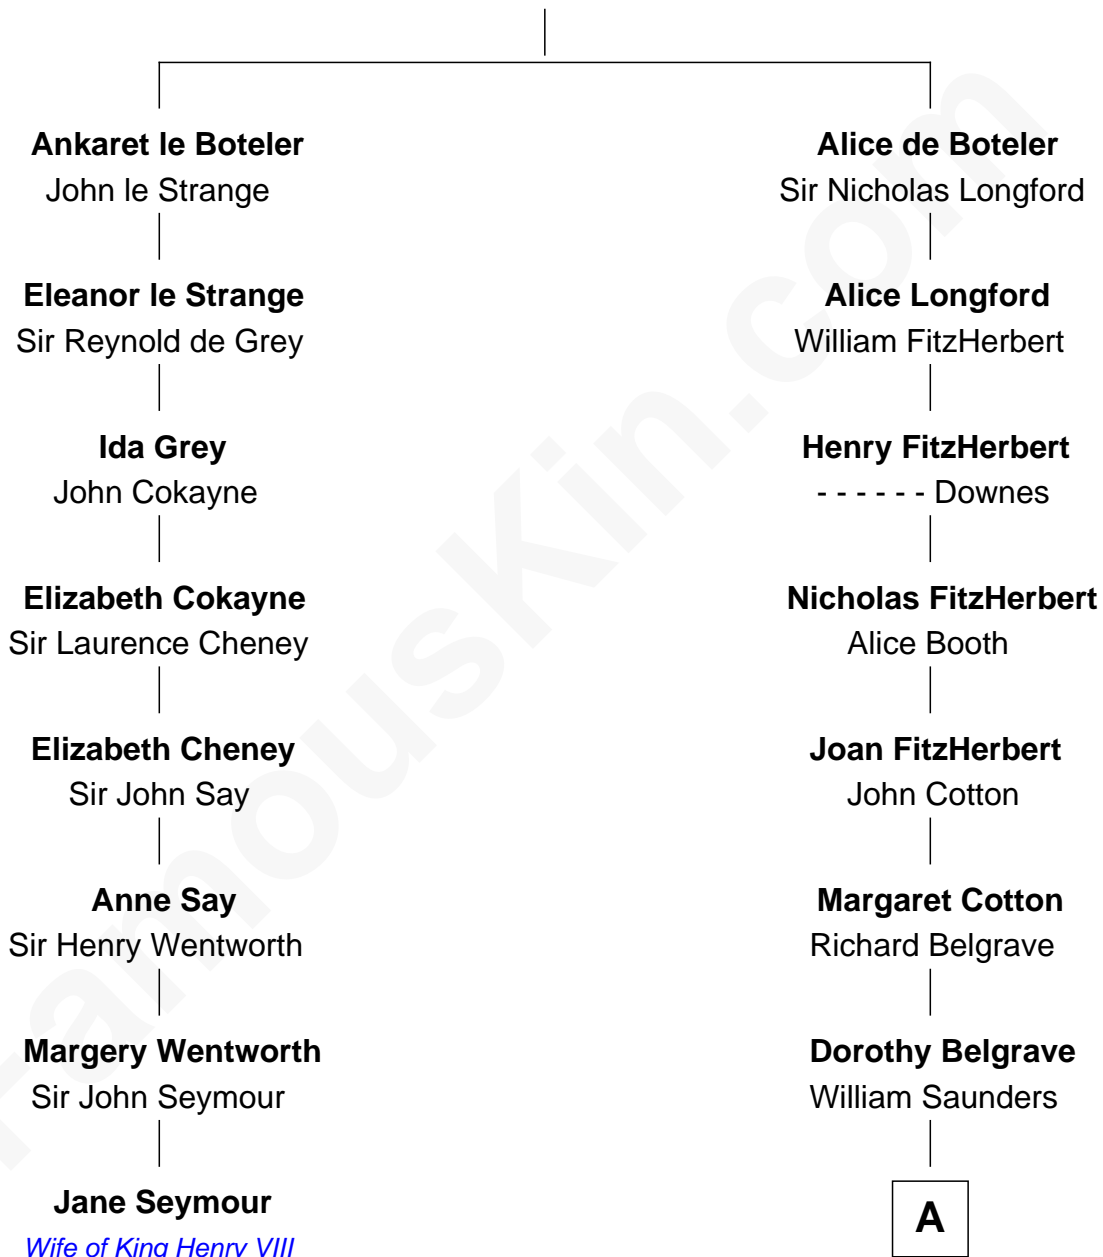 Ankaret le Boteler
John le Strange
Eleanor le Strange
Sir Reynold de Grey
Ida Grey
John Cokayne
Elizabeth Cokayne
Sir Laurence Cheney
Elizabeth Cheney
Sir John Say
Anne Say
Sir Henry Wentworth
Margery Wentworth
Sir John Seymour
Jane Seymour
Wife of King Henry VIII
Alice de Boteler
Sir Nicholas Longford
Alice Longford
William FitzHerbert
Henry FitzHerbert
- - - - - - Downes
Nicholas FitzHerbert
Alice Booth
Joan FitzHerbert
John Cotton
Margaret Cotton
Richard Belgrave
Dorothy Belgrave
William Saunders
A
FamousKin.com